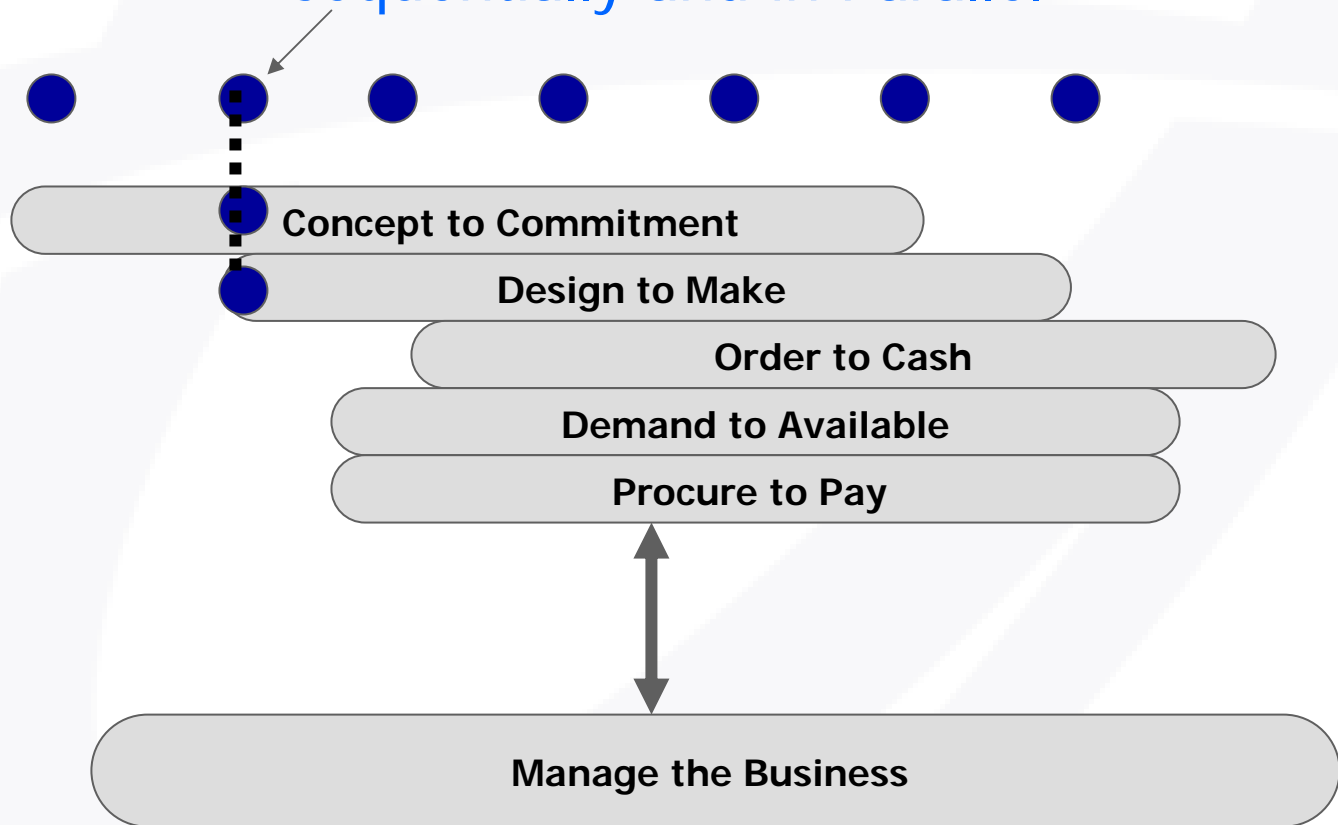 Concept to Commitment
Design to Make
Order to Cash
Demand to Available
Procure to Pay
Manage the Business